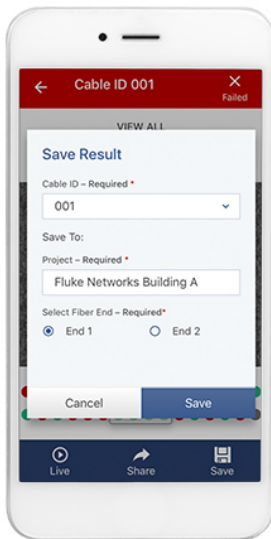 Cable ID 001
Failed
VIEW ALL
Save Result
Cable ID – Required *
001
Save To:
Project – Required *
Fluke Networks Building A
Select Fiber End – Required*
End 1 End 2
Cancel Save
Live Share Save